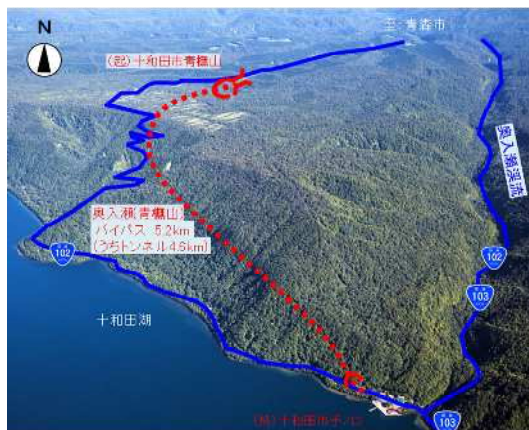 N
至:青森市
(起)十和田市青橅山
奥入瀬渓流
奥入瀬(青橅山)
バイパス 5.2km
(うちトンネル4.6km)
102
102
103
十和田湖
(終)十和田市子ノ口
103